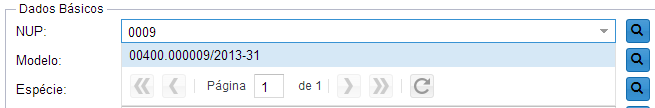 Dados Básicos
NUP: 0009
00400.000009/2013-31
Modelo:
Espécie: Página 1 de 1